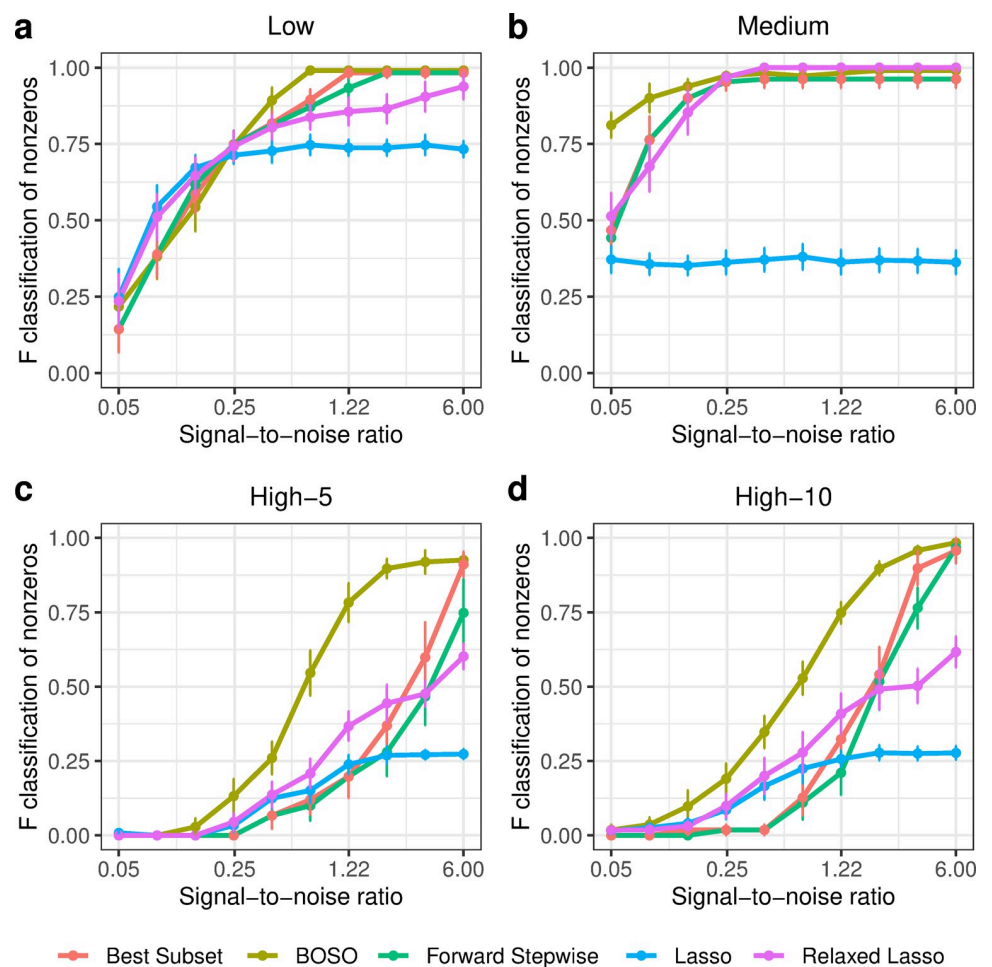 a
Low
F classification of nonzeros
1.00
0.75
0.50
0.25
0.00
0.05
0.25
1.22
6.00
Signal−to−noise ratio
b
Medium
F classification of nonzeros
1.00
0.75
0.50
0.25
0.00
0.05
0.25
1.22
6.00
Signal−to−noise ratio
c
High−5
F classification of nonzeros
1.00
0.75
0.50
0.25
0.00
0.05
0.25
1.22
6.00
Signal−to−noise ratio
d
High−10
F classification of nonzeros
1.00
0.75
0.50
0.25
0.00
0.05
0.25
1.22
6.00
Signal−to−noise ratio
Best Subset
BOSO
Forward Stepwise
Lasso
Relaxed Lasso